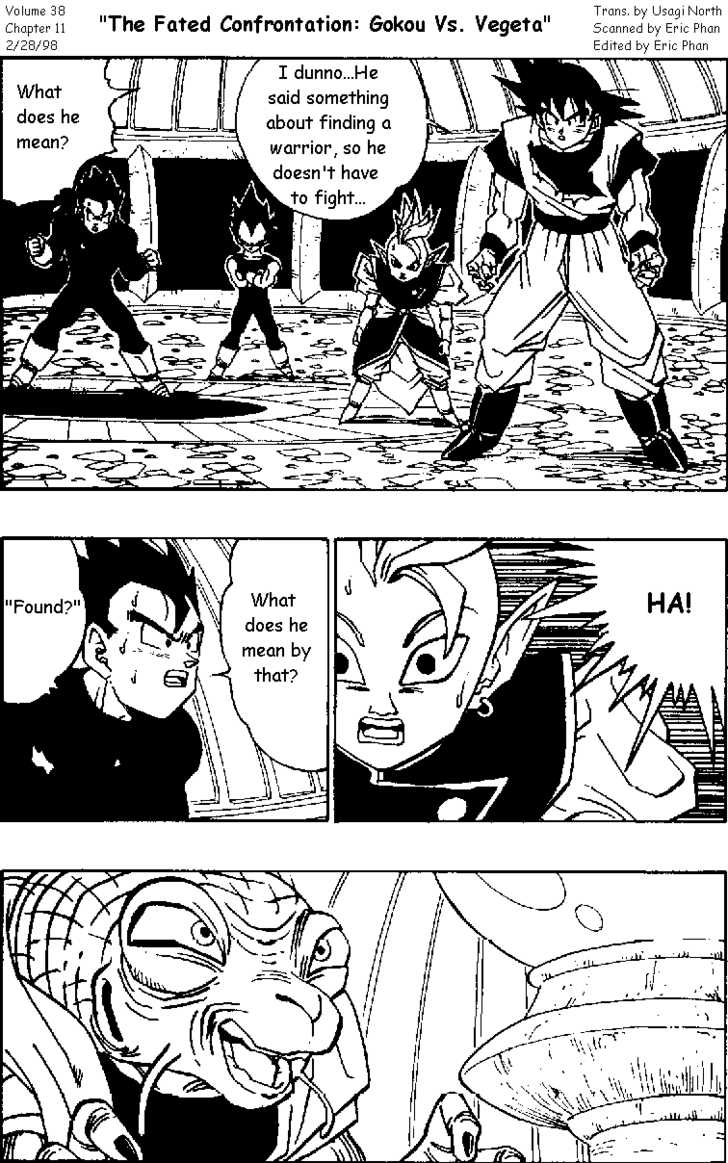 Volume 38
Chapter 11
2/28/98
"The Fated Confrontation: Gokou Vs. Vegeta"
Trans. by Usagi North
Scanned by Eric Phan
Edited by Eric Phan
What
does he
mean?
I dunno...He
said something
about finding a
warrior, so he
doesn't have
to fight...
"Found?"
What
does he
mean by
that?
HA!